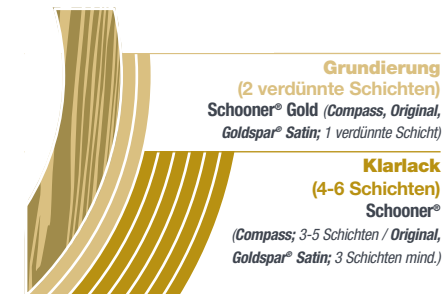 Grundierung
(2 verdünnte Schichten)
Schooner® Gold (Compass, Original,
Goldspar® Satin; 1 verdünnte Schicht)
Klarlack
(4-6 Schichten)
Schooner®
(Compass; 3-5 Schichten / Original,
Goldspar® Satin; 3 Schichten mind.)